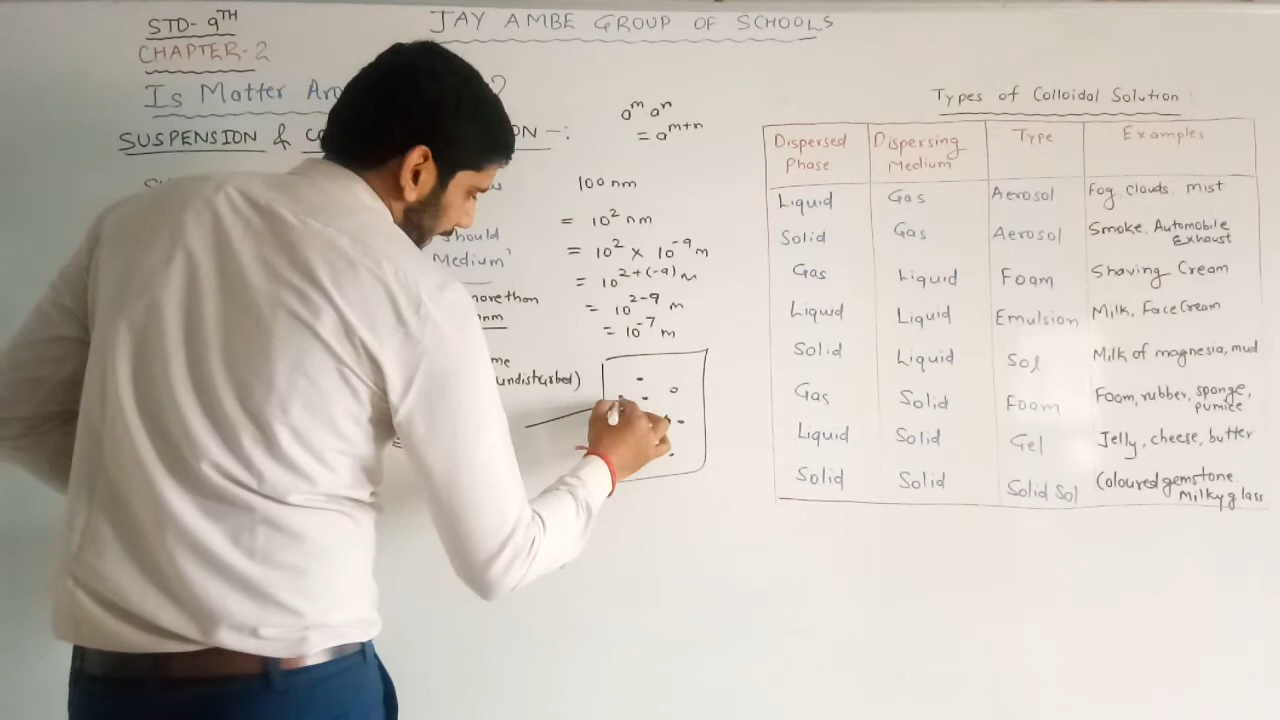 STD-9TH
JAY AMBE GROUP OF SCHOOLS
CHAPTER-2
Is Matter
?
SUSPENSION &
-:
should
Medium
more than
nm
me
undisturbed)
a^m a^n
= a^m+n
100 nm
= 10^2 nm
= 10^2 × 10^-9 m
= 10^2+(-9) m
= 10^2-9 m
= 10^-7 m
Types of Colloidal Solution :
Dispersed Phase Dispersing Medium Type Examples
Liquid Gas Aerosol Fog, clouds, mist
Solid Gas Aerosol Smoke, Automobile Exhaust
Gas Liquid Foam Shaving Cream
Liquid Liquid Emulsion Milk, Face Cream
Solid Liquid Sol Milk of magnesia, mud
Gas Solid Foam Foam, rubber, sponge, pumice
Liquid Solid Gel Jelly, cheese, butter
Solid Solid Solid Sol Coloured gemstone, Milky glass